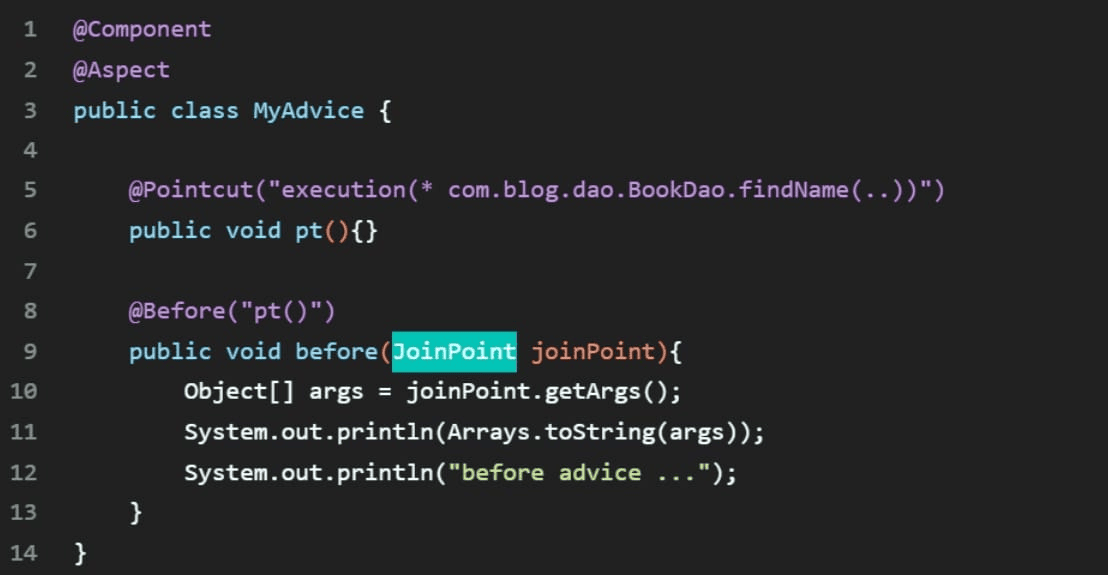 1 @Component
2 @Aspect
3 public class MyAdvice {
4
5     @Pointcut("execution(* com.blog.dao.BookDao.findName(..))")
6     public void pt(){}
7
8     @Before("pt()")
9     public void before(JoinPoint joinPoint){
10         Object[] args = joinPoint.getArgs();
11         System.out.println(Arrays.toString(args));
12         System.out.println("before advice ...");
13     }
14 }